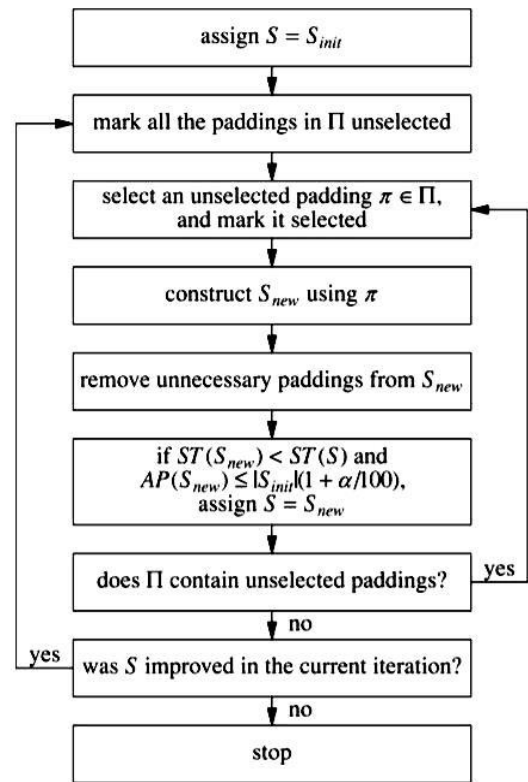 assign S = S_init
mark all the paddings in Π unselected
select an unselected padding π ∈ Π,
and mark it selected
construct S_new using π
remove unnecessary paddings from S_new
if ST(S_new) < ST(S) and
AP(S_new) ≤ |S_init|(1 + α/100),
assign S = S_new
does Π contain unselected paddings?
yes
no
yes
was S improved in the current iteration?
no
stop